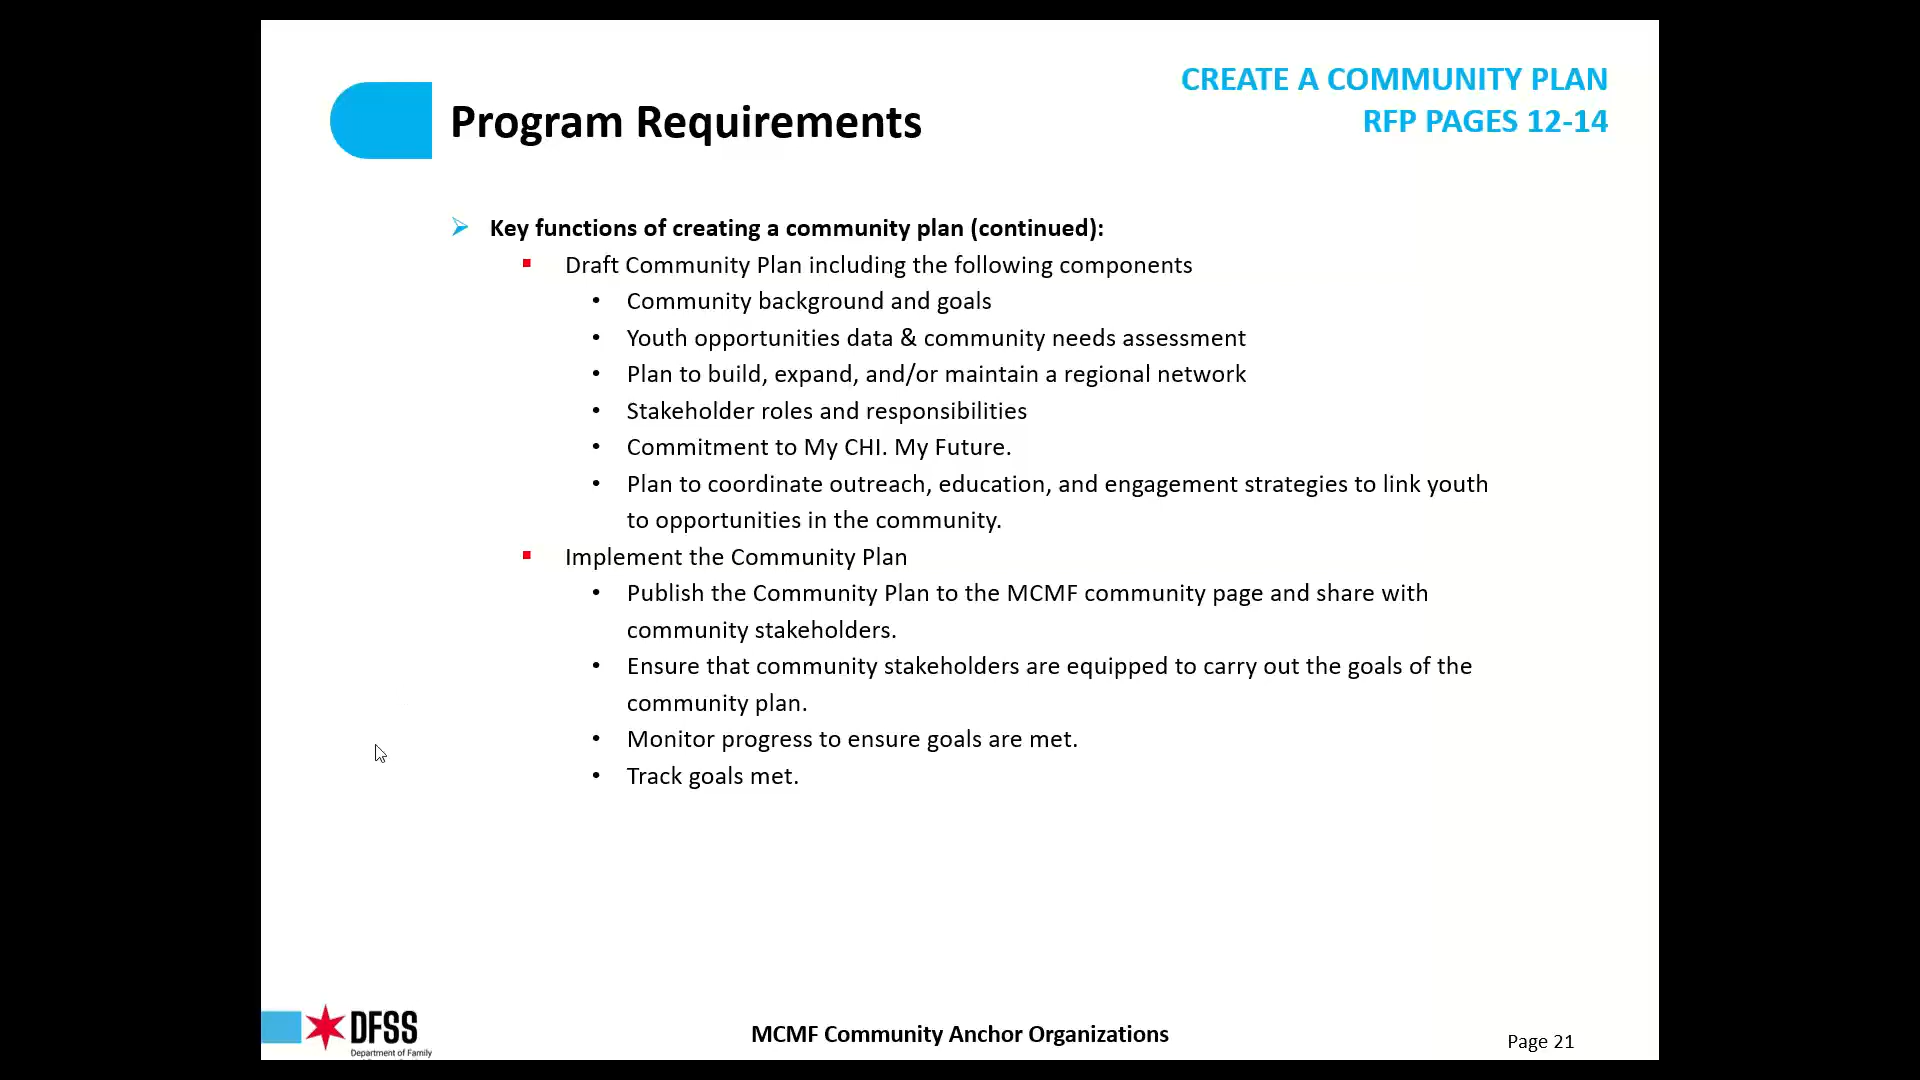 CREATE A COMMUNITY PLAN
RFP PAGES 12-14
Program Requirements
Key functions of creating a community plan (continued):
Draft Community Plan including the following components
• Community background and goals
• Youth opportunities data & community needs assessment
• Plan to build, expand, and/or maintain a regional network
• Stakeholder roles and responsibilities
• Commitment to My CHI. My Future.
• Plan to coordinate outreach, education, and engagement strategies to link youth
to opportunities in the community.
Implement the Community Plan
• Publish the Community Plan to the MCMF community page and share with
community stakeholders.
• Ensure that community stakeholders are equipped to carry out the goals of the
community plan.
• Monitor progress to ensure goals are met.
• Track goals met.
DFSS
Department of Family
MCMF Community Anchor Organizations
Page 21